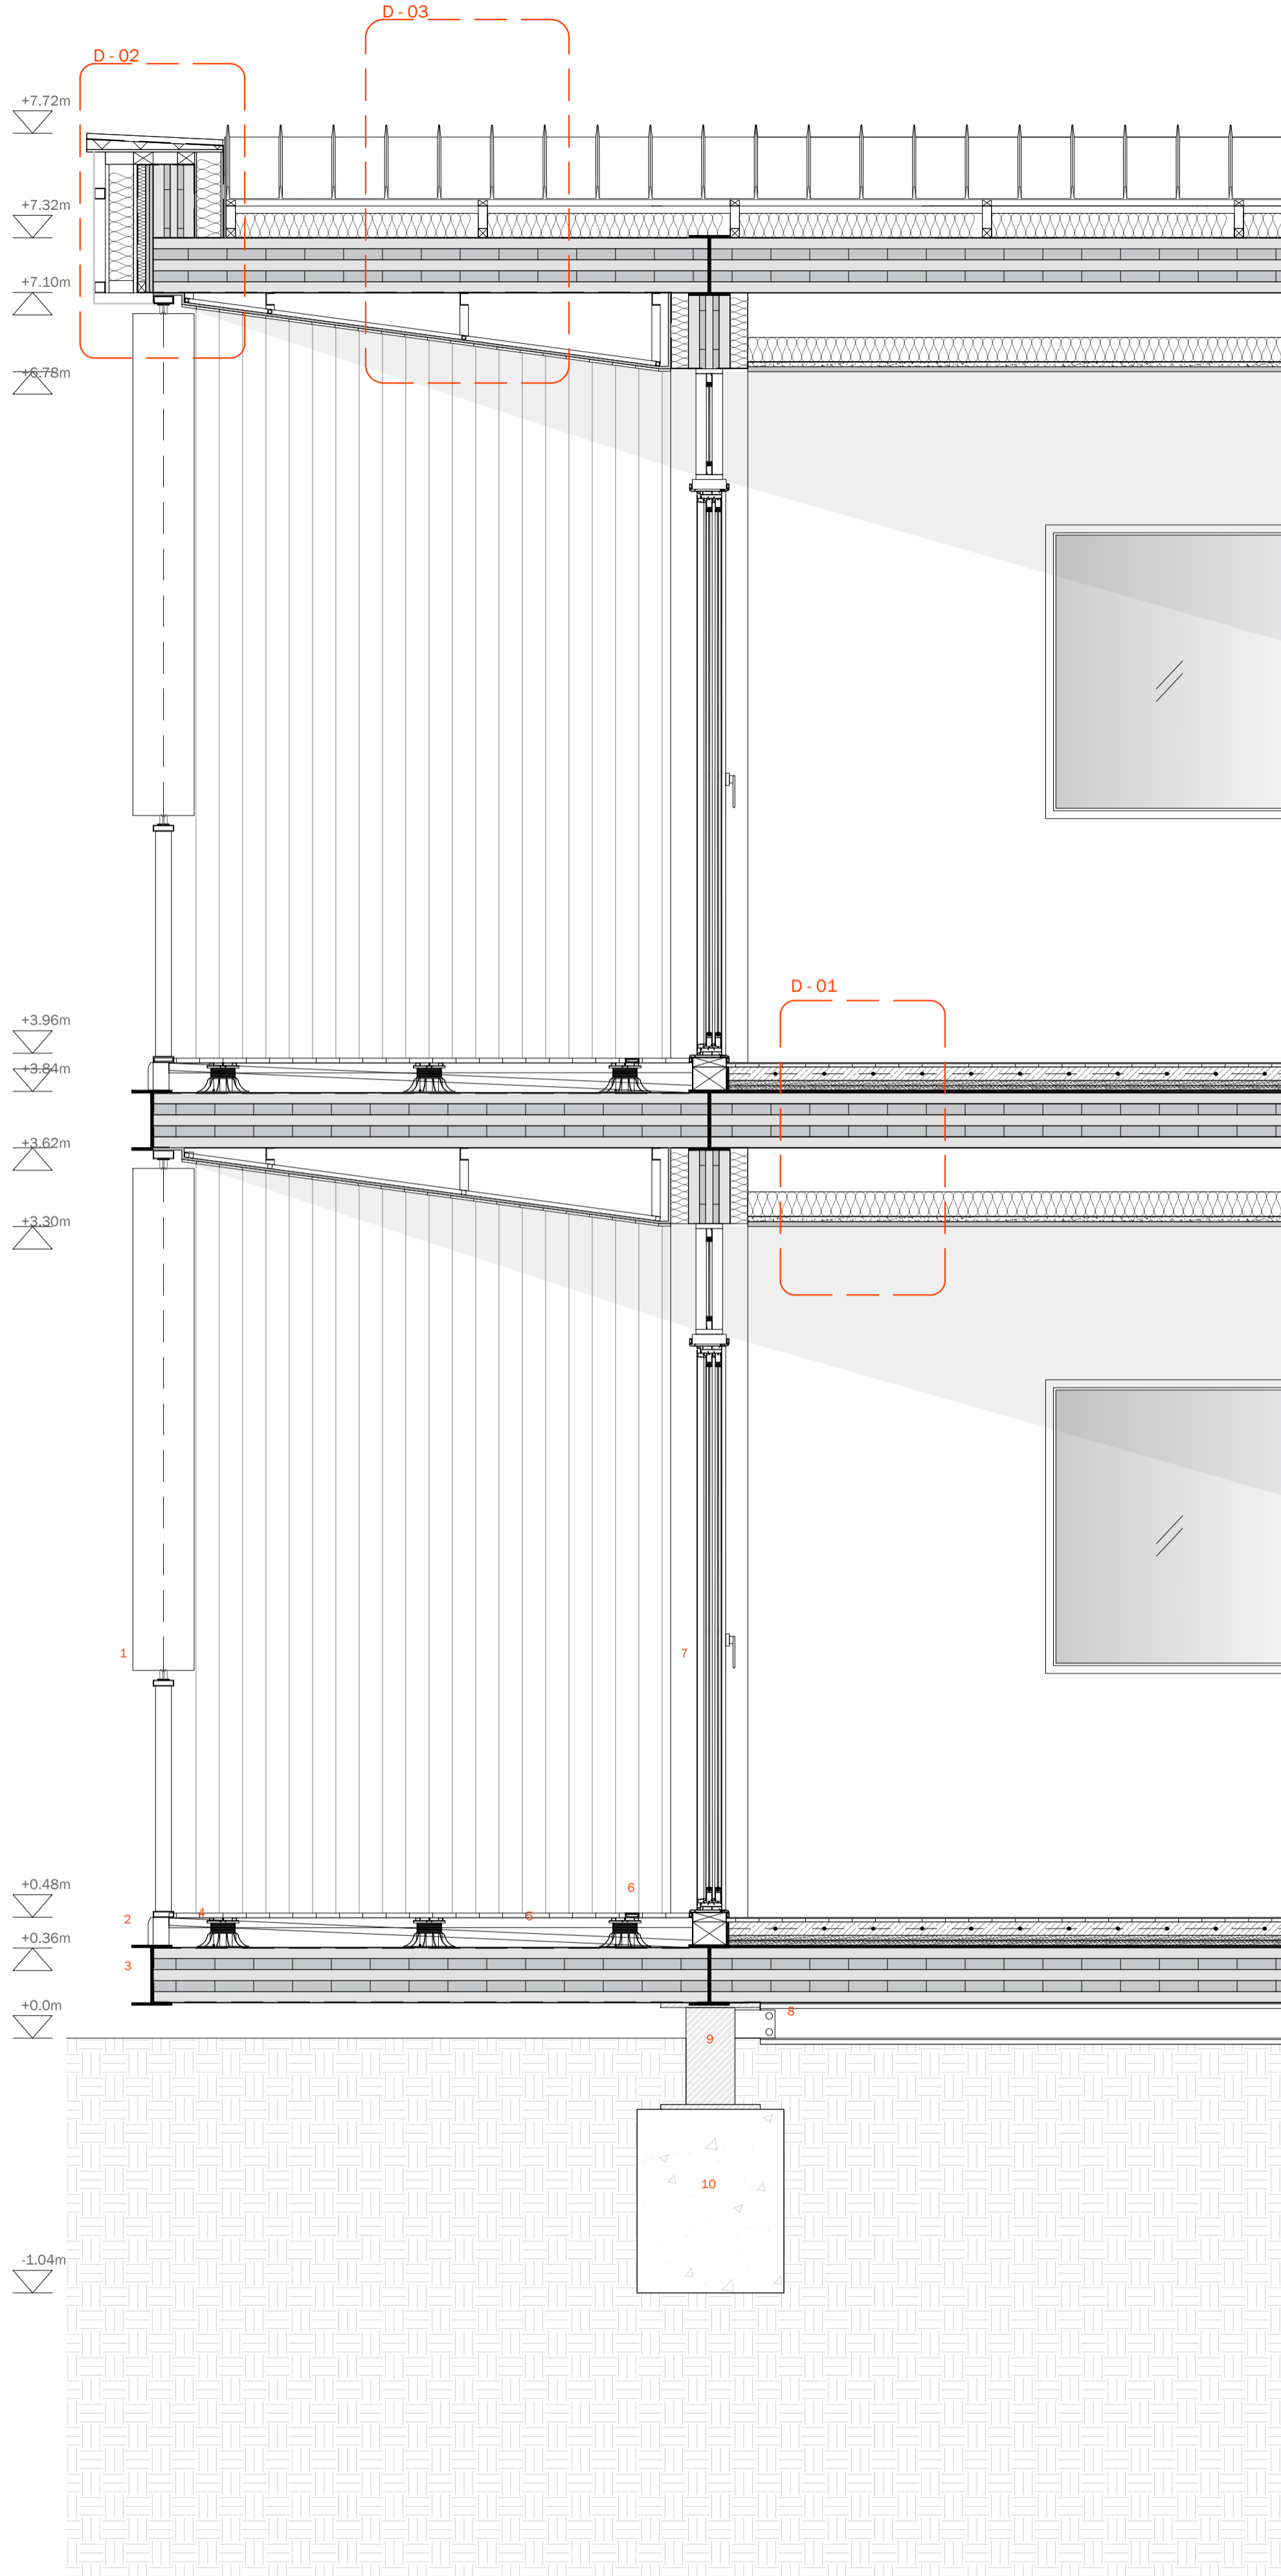 D - 03
D - 02
+7.72m
+7.32m
+7.10m
+6.78m
D - 01
+3.96m
+3.84m
+3.62m
+3.30m
1
7
+0.48m
6
2
4
5
+0.36m
3
+0.0m
8
9
10
-1.04m